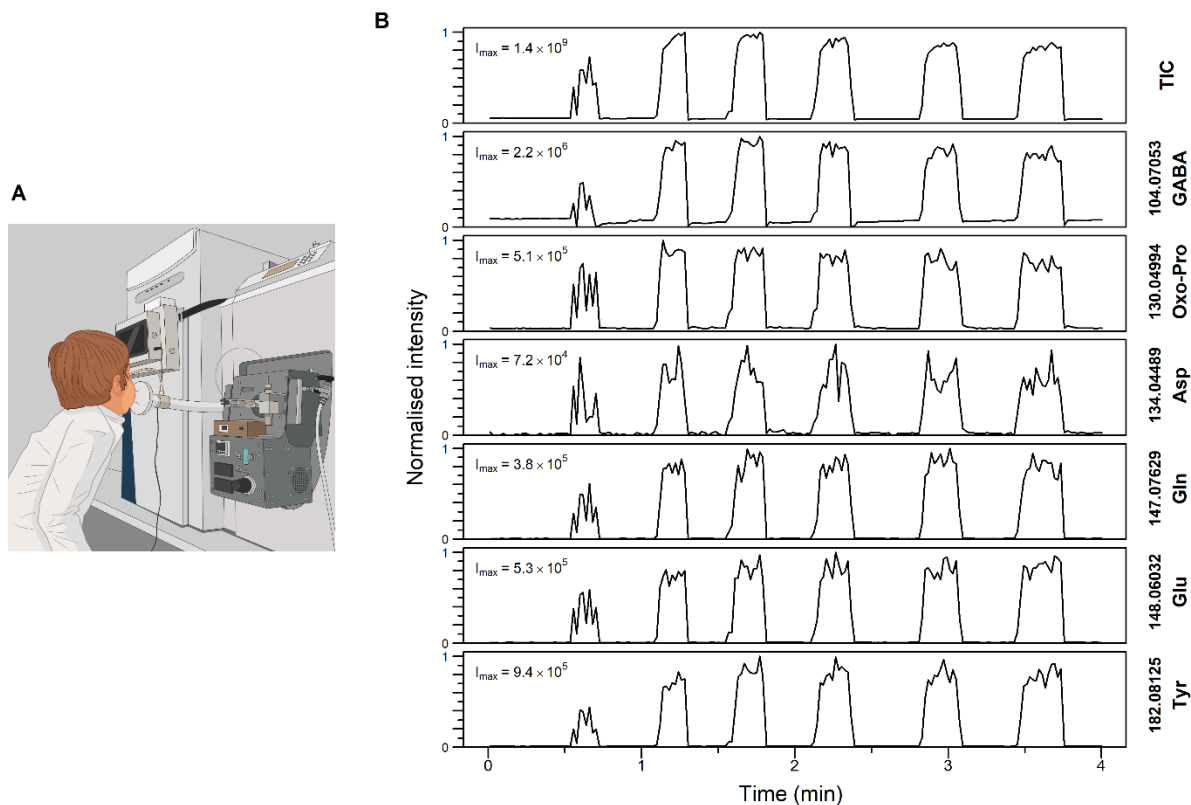 A
B
Normalised intensity
1
0
Imax = 1.4 × 10⁹
TIC
1
0
Imax = 2.2 × 10⁶
104.07053
GABA
1
0
Imax = 5.1 × 10⁵
130.04994
Oxo-Pro
1
0
Imax = 7.2 × 10⁴
134.04489
Asp
1
0
Imax = 3.8 × 10⁵
147.07629
Gln
1
0
Imax = 5.3 × 10⁵
148.06032
Glu
1
0
Imax = 9.4 × 10⁵
182.08125
Tyr
0 1 2 3 4
Time (min)